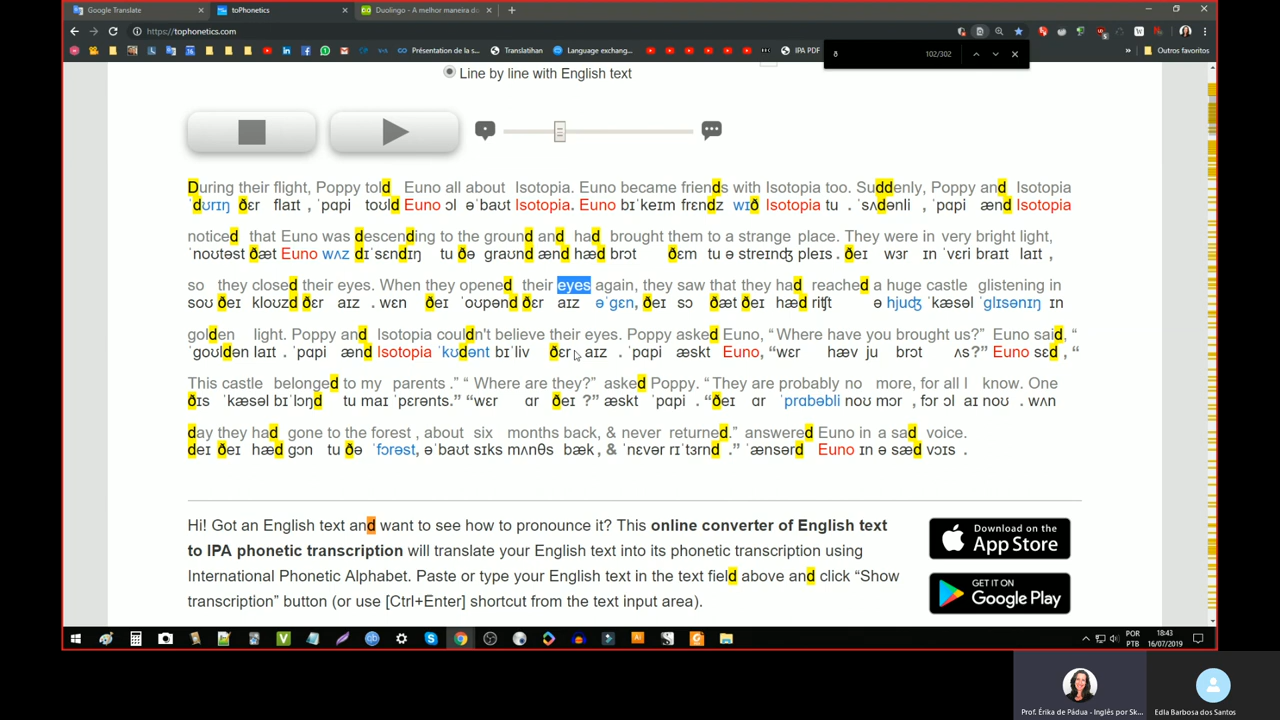 Google Translate
toPhonetics
Duolingo - A melhor maneira do
https://tophonetics.com
Présentation de la s...
Translatihan
Language exchang...
IPA PDF
Outros favoritos
ð
102/302
Line by line with English text
During their flight, Poppy told Euno all about Isotopia. Euno became friends with Isotopia too. Suddenly, Poppy and Isotopia
ˈdʊrɪŋ ðɛr flaɪt , ˈpɑpi toʊld Euno ɔl əˈbaʊt Isotopia. Euno bɪˈkeɪm frɛndz wɪð Isotopia tu . ˈsʌdənli , ˈpɑpi ænd Isotopia
noticed that Euno was descending to the ground and had brought them to a strange place. They were in very bright light,
ˈnoʊtəst ðæt Euno wʌz dɪˈsɛndɪŋ tu ðə graʊnd ænd hæd brɔt ðɛm tu ə streɪnʤ pleɪs. ðeɪ wɜr ɪn ˈvɛri braɪt laɪt ,
so they closed their eyes. When they opened their eyes again, they saw that they had reached a huge castle glistening in
soʊ ðeɪ kloʊzd ðɛr aɪz . wɛn ðeɪ ˈoʊpənd ðɛr aɪz əˈgɛn, ðeɪ sɔ ðæt ðeɪ hæd riʧt ə hjuʤ ˈkæsəl ˈglɪsənɪŋ ɪn
golden light. Poppy and Isotopia couldn't believe their eyes. Poppy asked Euno, “Where have you brought us?” Euno said, “
ˈgoʊldən laɪt . ˈpɑpi ænd Isotopia ˈkʊdənt bɪˈliv ðɛr aɪz . ˈpɑpi æskt Euno, “wɛr hæv ju brɔt ʌs?” Euno sɛd , “
This castle belonged to my parents .” “ Where are they?” asked Poppy. “ They are probably no more, for all I know. One
ðɪs ˈkæsəl bɪˈlɔŋd tu maɪ ˈpɛrənts.” “wɛr ɑr ðeɪ ?” æskt ˈpɑpi . “ðeɪ ɑr ˈprɑbəbli noʊ mɔr , fɔr ɔl aɪ noʊ . wʌn
day they had gone to the forest , about six months back, & never returned.” answered Euno in a sad voice.
deɪ ðeɪ hæd gɔn tu ðə ˈfɔrəst, əˈbaʊt sɪks mʌnθs bæk, & ˈnɛvər rɪˈtɜrnd .” ˈænsərd Euno ɪn ə sæd vɔɪs .
Hi! Got an English text and want to see how to pronounce it? This online converter of English text
to IPA phonetic transcription will translate your English text into its phonetic transcription using
International Phonetic Alphabet. Paste or type your English text in the text field above and click “Show
transcription” button (or use [Ctrl+Enter] shortcut from the text input area).
Download on the
App Store
GET IT ON
Google Play
POR
PTB
18:43
16/07/2019
Prof. Érika de Pádua - Inglês por Sk...
Edla Barbosa dos Santos